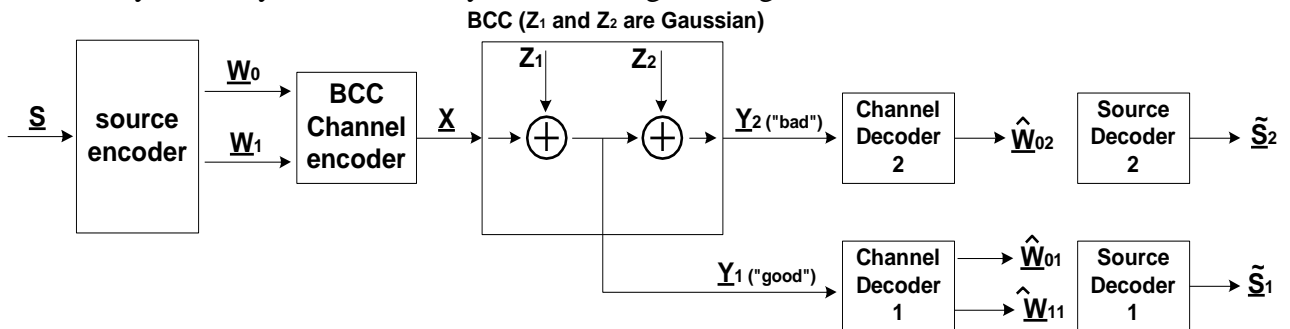 BCC (Z1 and Z2 are Gaussian)
S
source
encoder
W0
W1
BCC
Channel
encoder
X
Z1
Z2
Y2 ("bad")
Channel
Decoder
2
Ŵ02
Source
Decoder
2
S̃2
Y1 ("good")
Channel
Decoder
1
Ŵ01
Ŵ11
Source
Decoder
1
S̃1